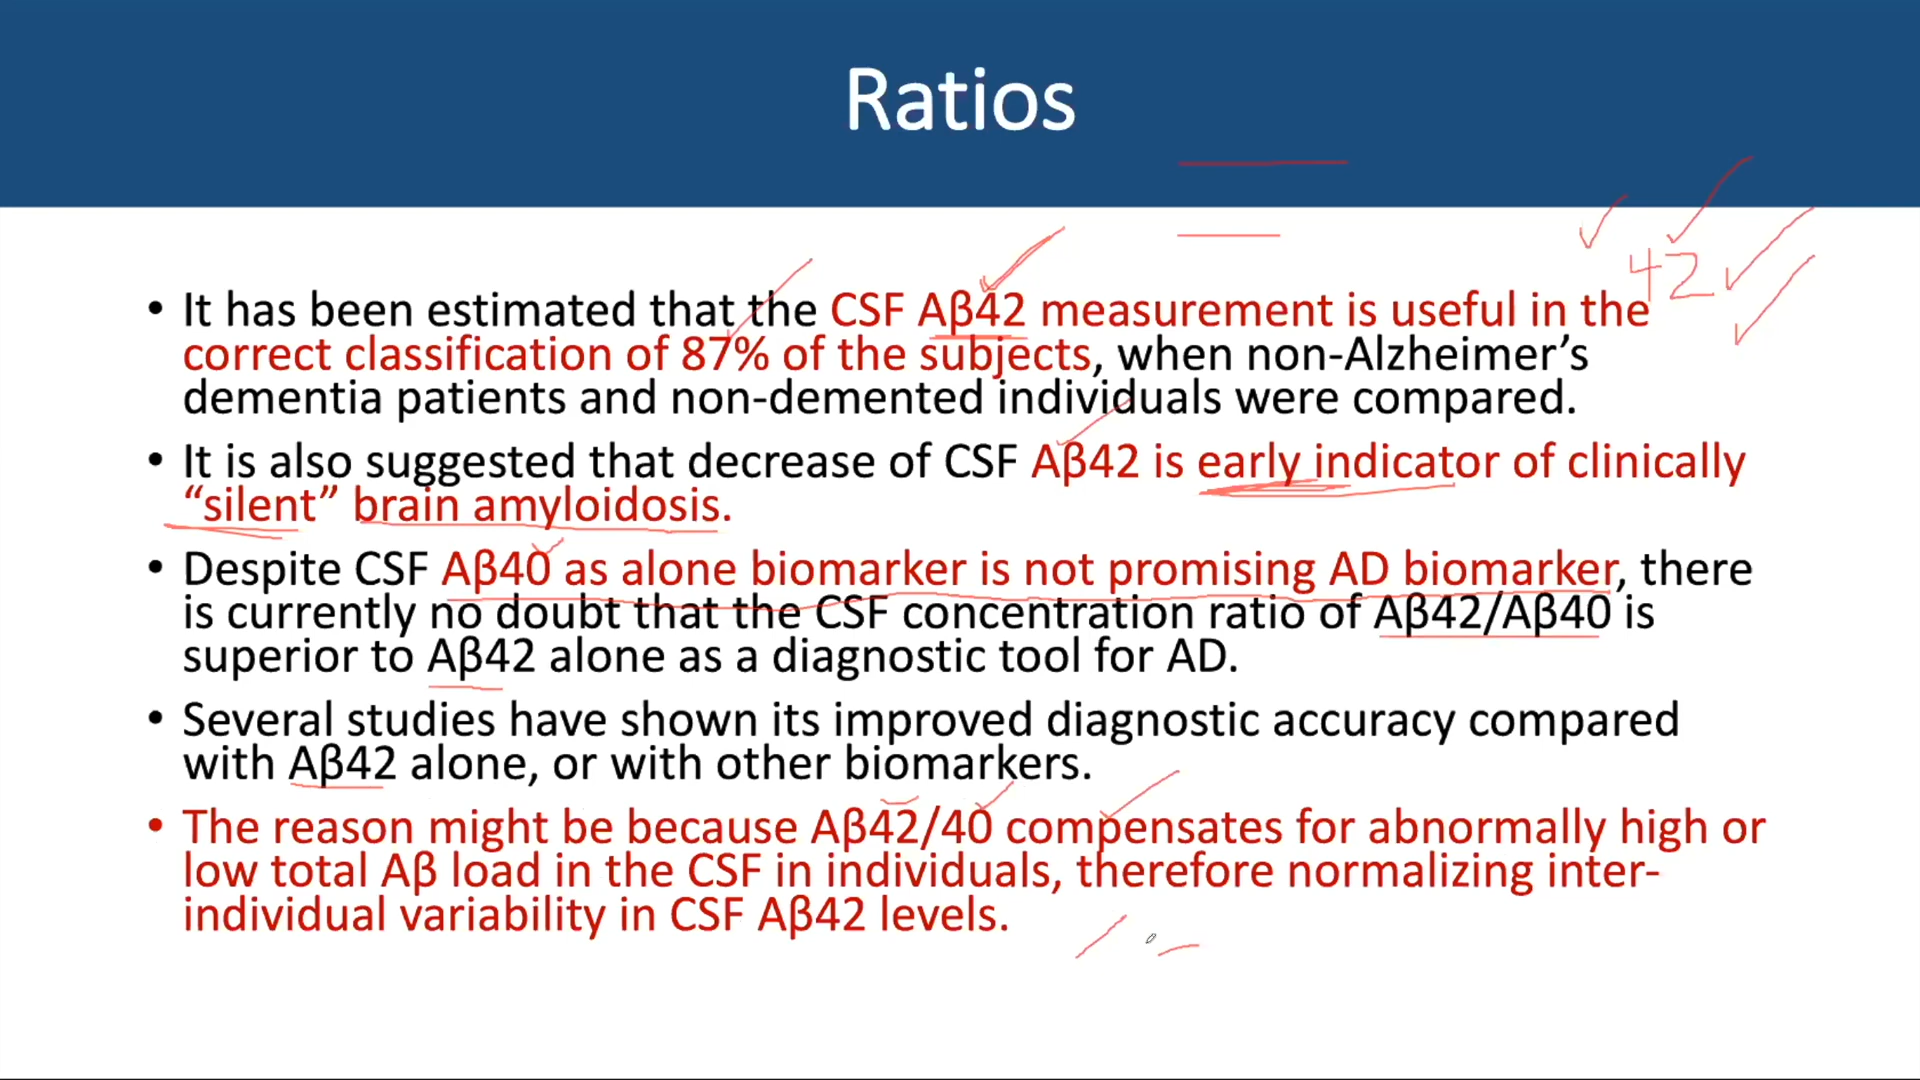 Ratios
42
• It has been estimated that the CSF Aβ42 measurement is useful in the
correct classification of 87% of the subjects, when non-Alzheimer’s
dementia patients and non-demented individuals were compared.
• It is also suggested that decrease of CSF Aβ42 is early indicator of clinically
“silent” brain amyloidosis.
• Despite CSF Aβ40 as alone biomarker is not promising AD biomarker, there
is currently no doubt that the CSF concentration ratio of Aβ42/Aβ40 is
superior to Aβ42 alone as a diagnostic tool for AD.
• Several studies have shown its improved diagnostic accuracy compared
with Aβ42 alone, or with other biomarkers.
• The reason might be because Aβ42/40 compensates for abnormally high or
low total Aβ load in the CSF in individuals, therefore normalizing inter-
individual variability in CSF Aβ42 levels.